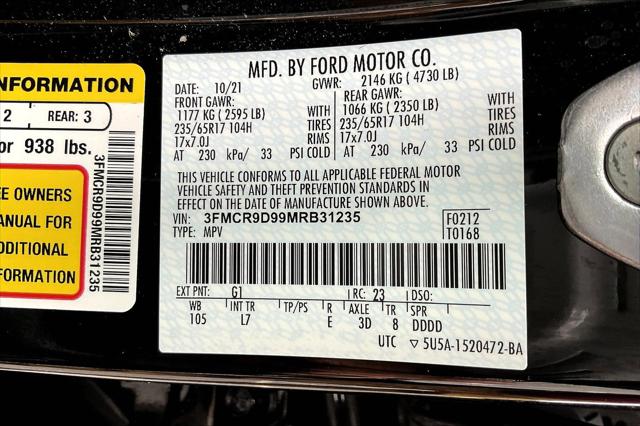 NFORMATION
2 REAR: 3
or 938 lbs.
EE OWNERS
ANUAL FOR
DDITIONAL
FORMATION
3FMCR9D99MRB31235
MFD. BY FORD MOTOR CO.
DATE: 10/21 GVWR: 2146 KG ( 4730 LB)
FRONT GAWR: REAR GAWR:
1177 KG ( 2595 LB) WITH 1066 KG ( 2350 LB) WITH
235/65R17 104H TIRES 235/65R17 104H TIRES
17x7.0J RIMS 17x7.0J RIMS
AT 230 kPa/ 33 PSI COLD AT 230 kPa/ 33 PSI COLD
THIS VEHICLE CONFORMS TO ALL APPLICABLE FEDERAL MOTOR
VEHICLE SAFETY AND THEFT PREVENTION STANDARDS IN
EFFECT ON THE DATE OF MANUFACTURE SHOWN ABOVE.
VIN: 3FMCR9D99MRB31235 F0212
TYPE: MPV T0168
EXT PNT: G1 RC: 23 DSO:
WB INT TR TP/PS R AXLE TR SPR
105 L7 E 3D 8 DDDD
UTC ▽ 5U5A-1520472-BA